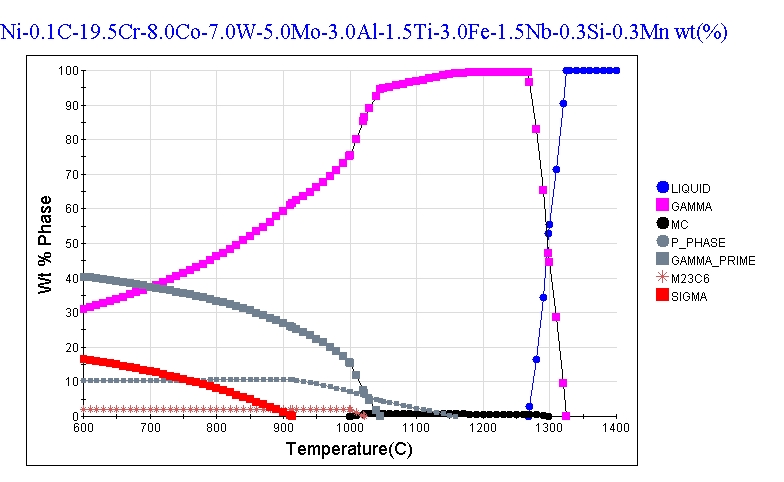 Ni-0.1C-19.5Cr-8.0Co-7.0W-5.0Mo-3.0Al-1.5Ti-3.0Fe-1.5Nb-0.3Si-0.3Mn wt(%)
100
90
80
70
60
50
40
30
20
10
0
Wt % Phase
600 700 800 900 1000 1100 1200 1300 1400
Temperature(C)
LIQUID
GAMMA
MC
P_PHASE
GAMMA_PRIME
M23C6
SIGMA